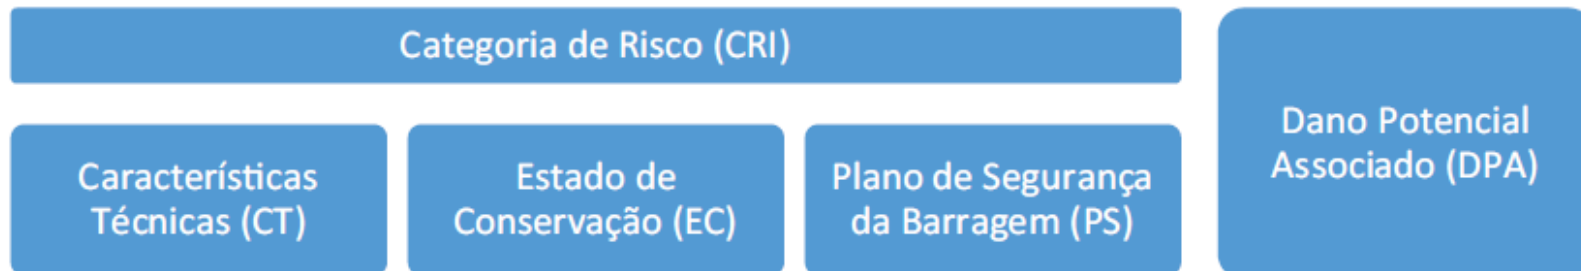 Categoria de Risco (CRI)
Característícas
Técnicas (CT)
Estado de
Conservação (EC)
Plano de Segurança
da Barragem (PS)
Dano Potencial
Associado (DPA)